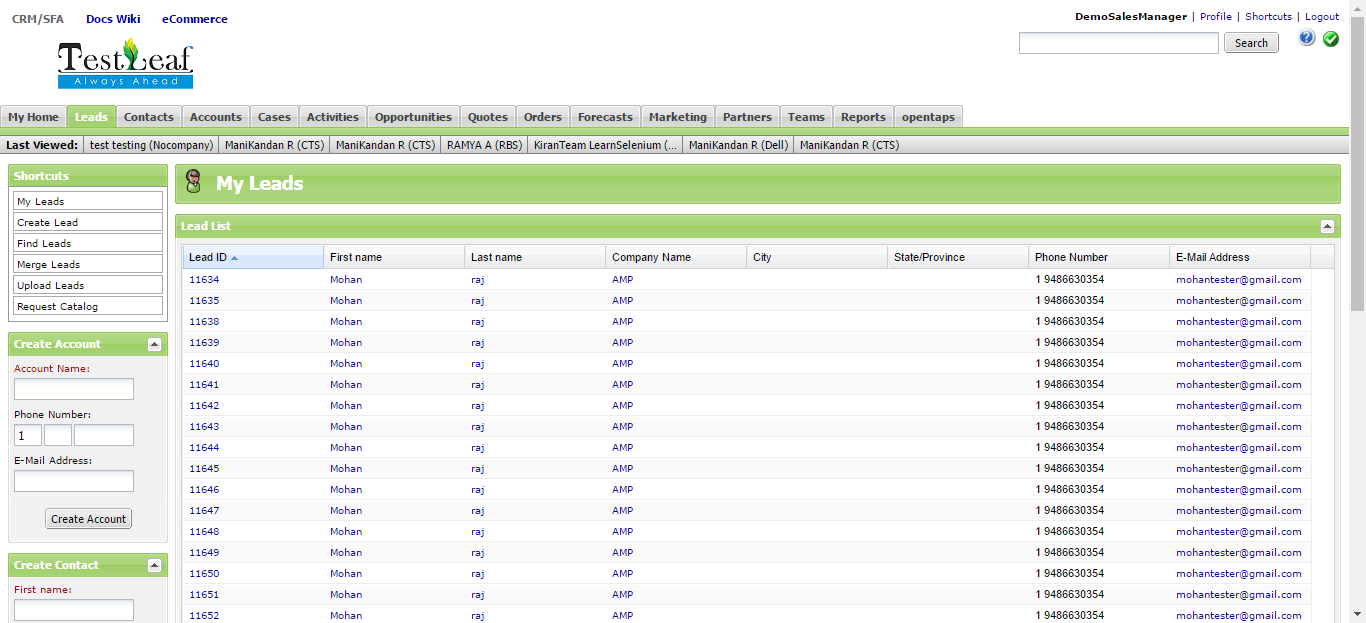 CRM/SFA Docs Wiki eCommerce
DemoSalesManager | Profile | Shortcuts | Logout
TestLeaf
Always Ahead
Search
My Home Leads Contacts Accounts Cases Activities Opportunities Quotes Orders Forecasts Marketing Partners Teams Reports opentaps
Last Viewed: test testing (Nocompany) ManiKandan R (CTS) ManiKandan R (CTS) RAMYA A (RBS) KiranTeam LearnSelenium (... ManiKandan R (Dell) ManiKandan R (CTS)
Shortcuts
My Leads
Create Lead
Find Leads
Merge Leads
Upload Leads
Request Catalog
Create Account
Account Name:
Phone Number:
1
E-Mail Address:
Create Account
Create Contact
First name:
My Leads
Lead List
Lead ID First name Last name Company Name City State/Province Phone Number E-Mail Address
11634 Mohan raj AMP 1 9486630354 mohantester@gmail.com
11635 Mohan raj AMP 1 9486630354 mohantester@gmail.com
11638 Mohan raj AMP 1 9486630354 mohantester@gmail.com
11639 Mohan raj AMP 1 9486630354 mohantester@gmail.com
11640 Mohan raj AMP 1 9486630354 mohantester@gmail.com
11641 Mohan raj AMP 1 9486630354 mohantester@gmail.com
11642 Mohan raj AMP 1 9486630354 mohantester@gmail.com
11643 Mohan raj AMP 1 9486630354 mohantester@gmail.com
11644 Mohan raj AMP 1 9486630354 mohantester@gmail.com
11645 Mohan raj AMP 1 9486630354 mohantester@gmail.com
11646 Mohan raj AMP 1 9486630354 mohantester@gmail.com
11647 Mohan raj AMP 1 9486630354 mohantester@gmail.com
11648 Mohan raj AMP 1 9486630354 mohantester@gmail.com
11649 Mohan raj AMP 1 9486630354 mohantester@gmail.com
11650 Mohan raj AMP 1 9486630354 mohantester@gmail.com
11651 Mohan raj AMP 1 9486630354 mohantester@gmail.com
11652 Mohan raj AMP 1 9486630354 mohantester@gmail.com